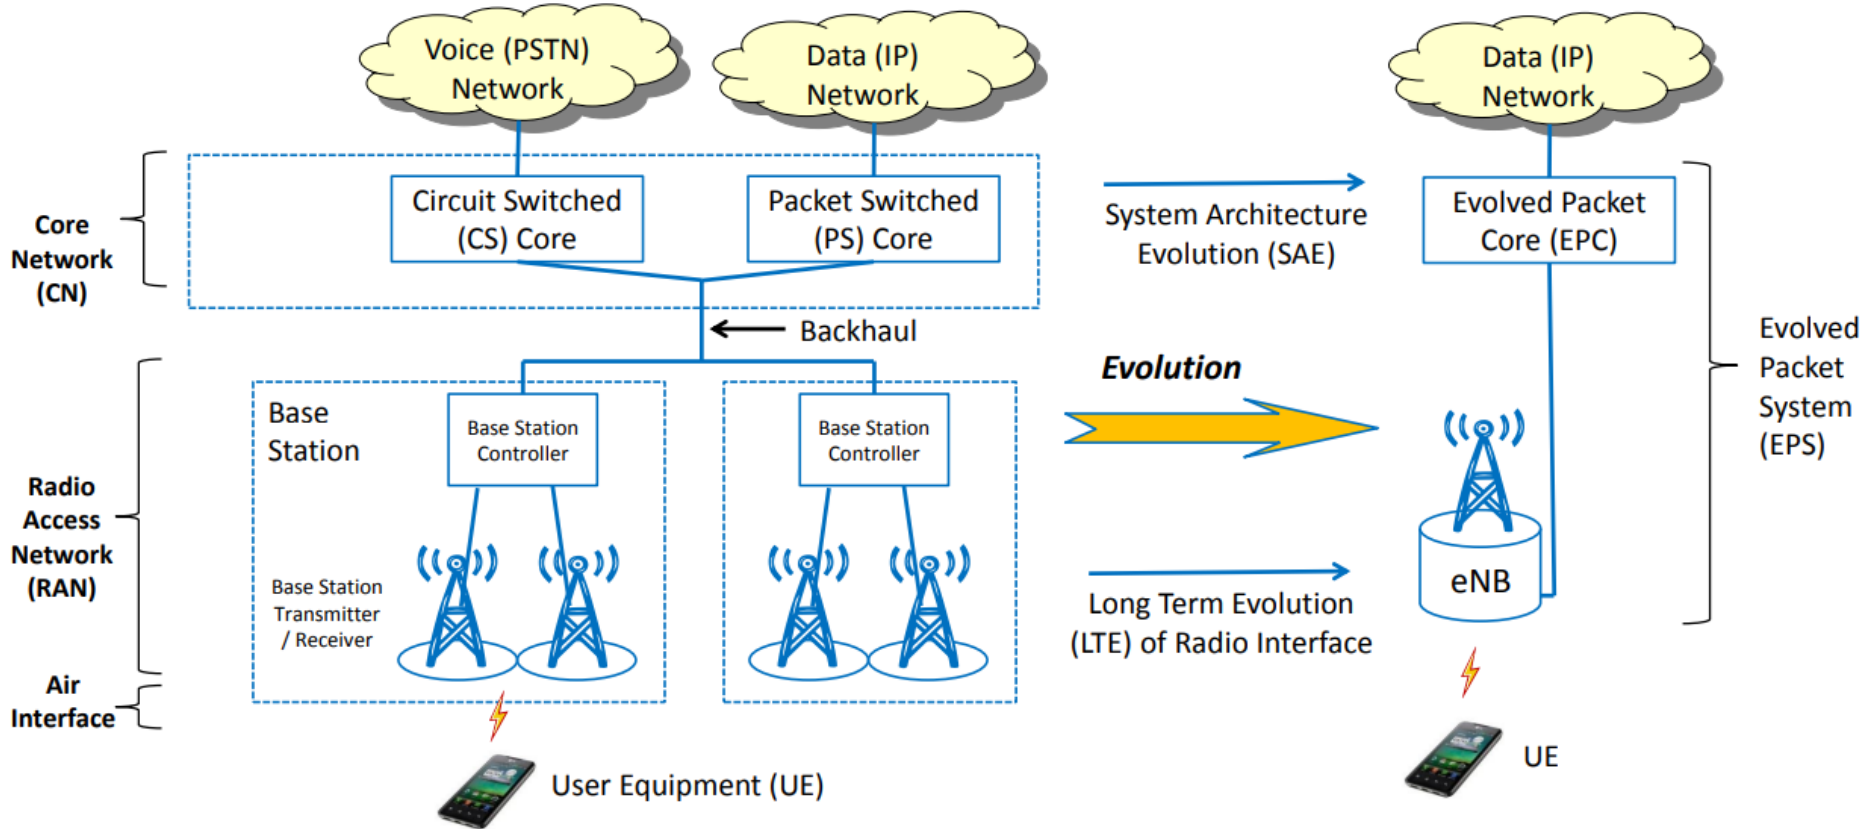 Voice (PSTN)
Network
Data (IP)
Network
Data (IP)
Network
Core
Network
(CN)
Circuit Switched
(CS) Core
Packet Switched
(PS) Core
System Architecture
Evolution (SAE)
Evolved Packet
Core (EPC)
Backhaul
Evolution
Evolved
Packet
System
(EPS)
Radio
Access
Network
(RAN)
Base
Station
Base Station
Controller
Base Station
Controller
Base Station
Transmitter
/ Receiver
Long Term Evolution
(LTE) of Radio Interface
eNB
Air
Interface
User Equipment (UE)
UE